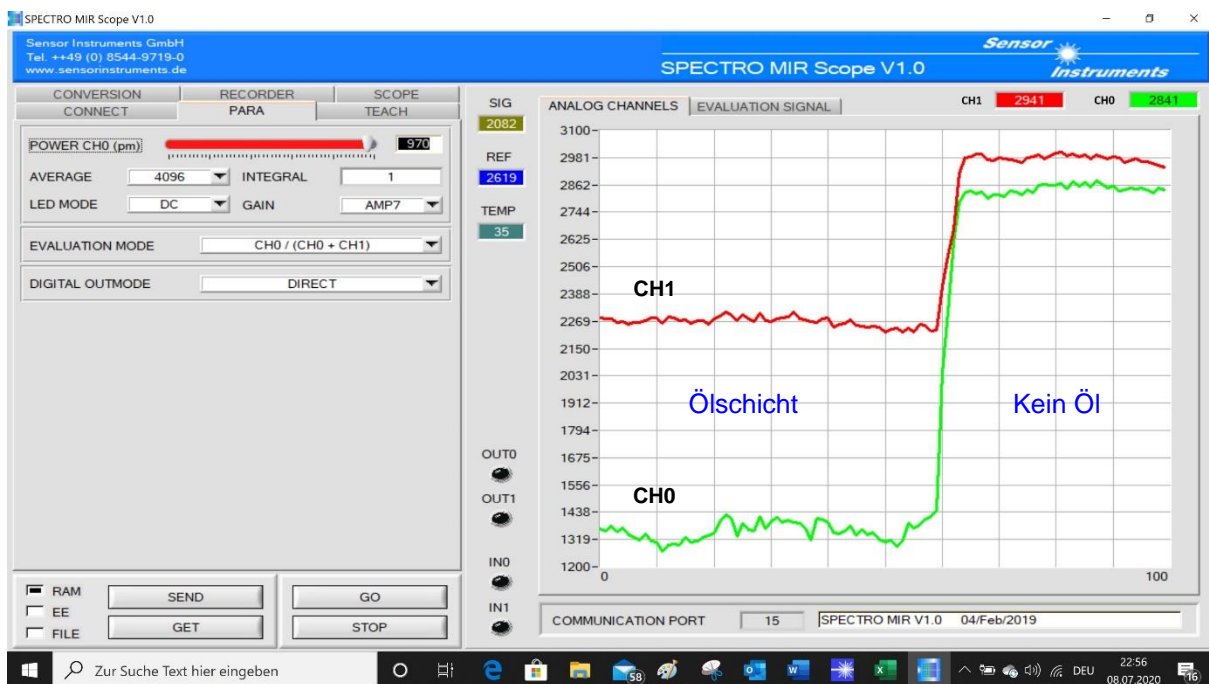 SPECTRO MIR Scope V1.0
Sensor Instruments GmbH
Tel. ++49 (0) 8544-9719-0
www.sensorinstruments.de
SPECTRO MIR Scope V1.0
Sensor
Instruments
CONVERSION RECORDER SCOPE
CONNECT PARA TEACH
POWER CH0 (pm) 970
AVERAGE 4096 INTEGRAL 1
LED MODE DC GAIN AMP7
EVALUATION MODE CH0 / (CH0 + CH1)
DIGITAL OUTMODE DIRECT
RAM SEND GO
EE
FILE GET STOP
SIG
2082
REF
2619
TEMP
35
OUT0
OUT1
IN0
IN1
ANALOG CHANNELS EVALUATION SIGNAL CH1 2941 CH0 2841
3100
2981
2862
2744
2625
2506
2388
2269
2150
2031
1912
1794
1675
1556
1438
1319
1200
0 100
CH1
Ölschicht Kein Öl
CH0
COMMUNICATION PORT 15 SPECTRO MIR V1.0 04/Feb/2019
Zur Suche Text hier eingeben 58 DEU 22:56
08.07.2020 16